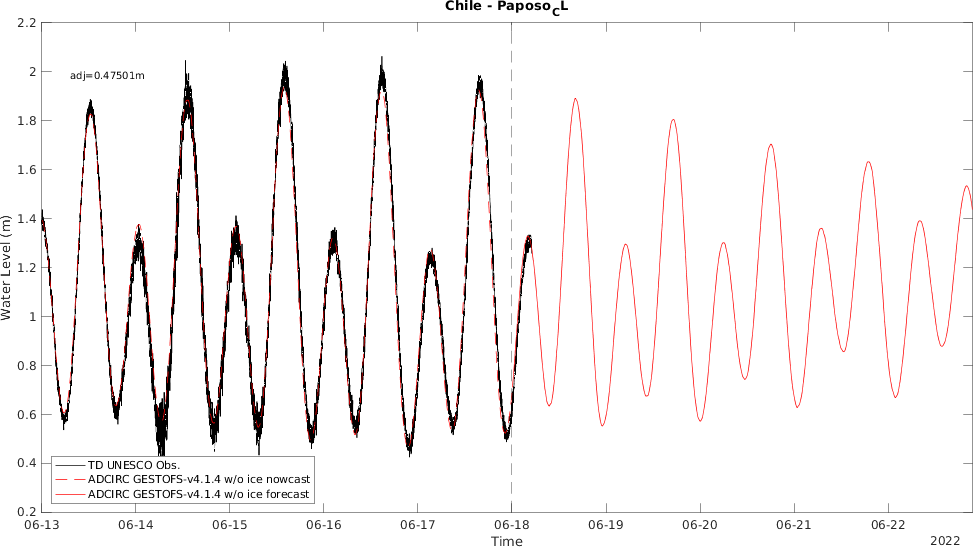 Chile - Paposo_CL
2.2
2
1.8
1.6
1.4
1.2
1
0.8
0.6
0.4
0.2
Water Level (m)
adj=0.47501m
TD UNESCO Obs.
ADCIRC GESTOFS-v4.1.4 w/o ice nowcast
ADCIRC GESTOFS-v4.1.4 w/o ice forecast
06-13 06-14 06-15 06-16 06-17 06-18 06-19 06-20 06-21 06-22
Time
2022